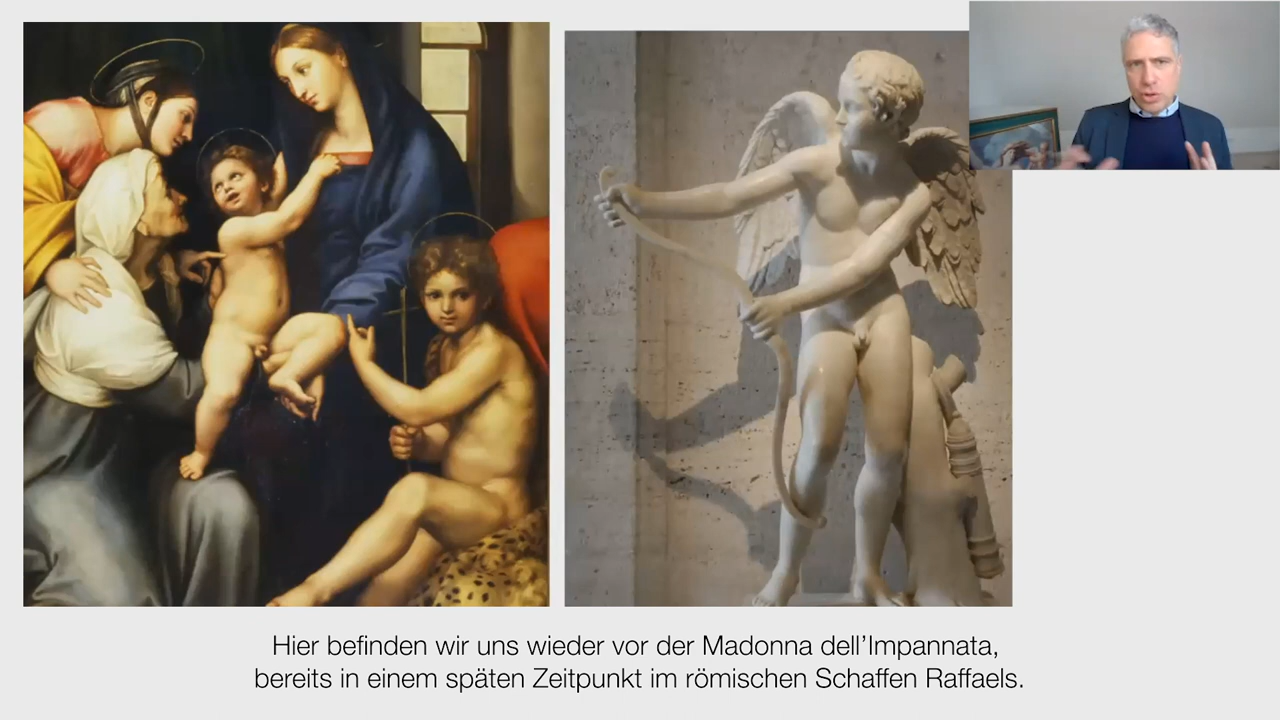 Hier befinden wir uns wieder vor der Madonna dell’Impannata,
bereits in einem späten Zeitpunkt im römischen Schaffen Raffaels.